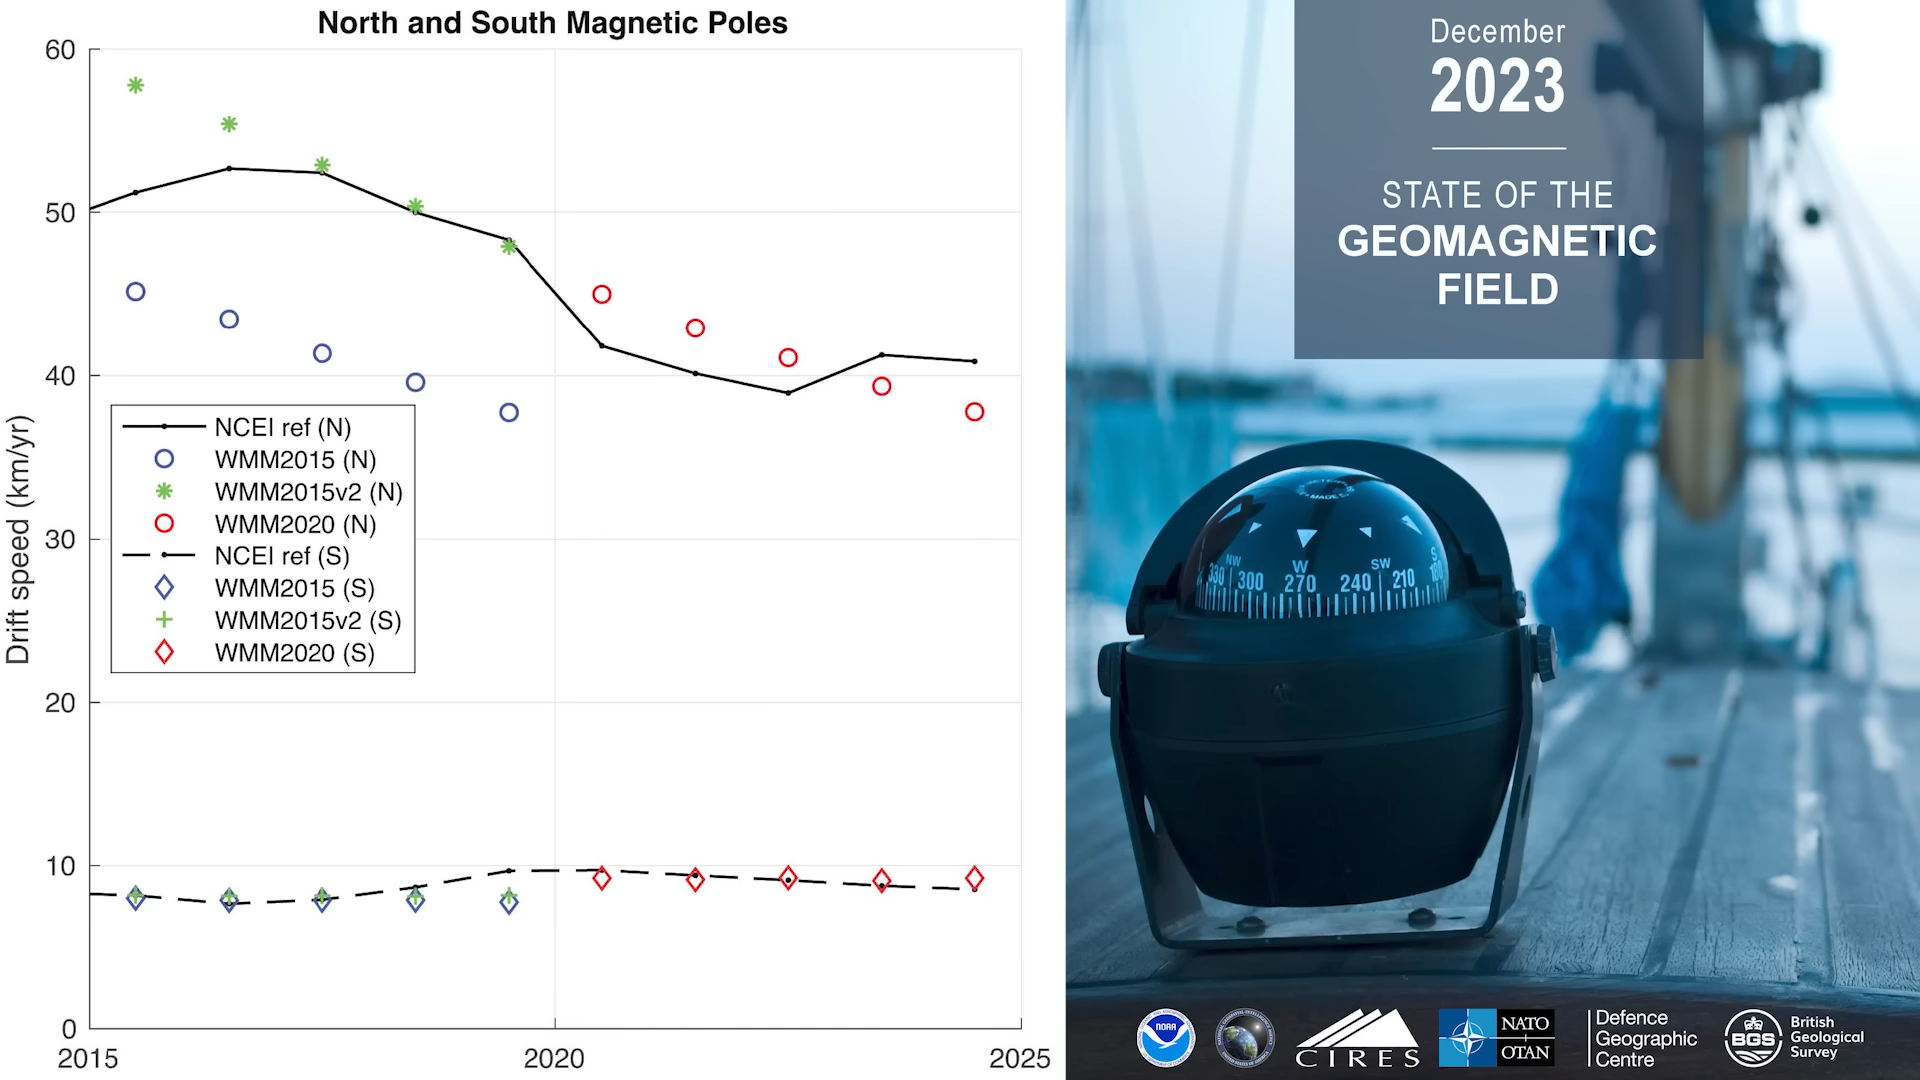 North and South Magnetic Poles
60
50
40
30
20
10
0
Drift speed (km/yr)
2015
2020
2025
NCEI ref (N)
WMM2015 (N)
WMM2015v2 (N)
WMM2020 (N)
NCEI ref (S)
WMM2015 (S)
WMM2015v2 (S)
WMM2020 (S)
December
2023
STATE OF THE
GEOMAGNETIC
FIELD
NW W SW S
330 300 270 240 210 180
NOAA
CIRES
NATO
OTAN
Defence
Geographic
Centre
BGS
British
Geological
Survey